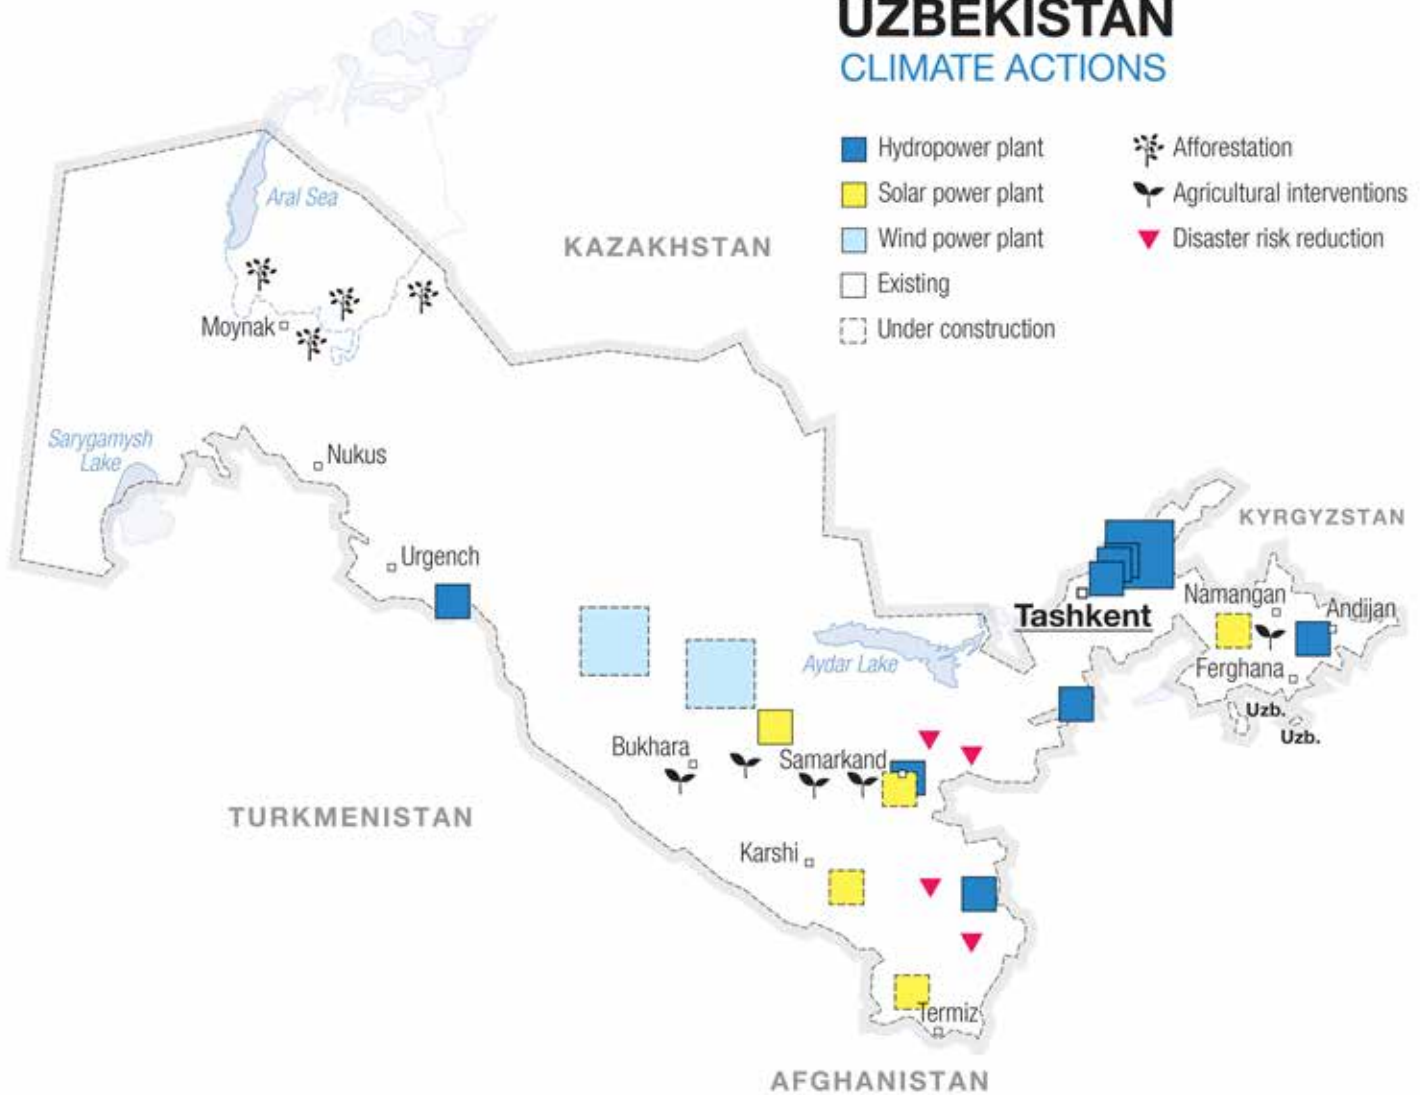 UZBEKISTAN
CLIMATE ACTIONS
Hydropower plant
Solar power plant
Wind power plant
Existing
Under construction
Afforestation
Agricultural interventions
Disaster risk reduction
Aral Sea
KAZAKHSTAN
Moynak
Sarygamysh
Lake
Nukus
Urgench
KYRGYZSTAN
Tashkent
Namangan
Andijan
Aydar Lake
Ferghana
Uzb.
Uzb.
Bukhara
Samarkand
TURKMENISTAN
Karshi
Termiz
AFGHANISTAN